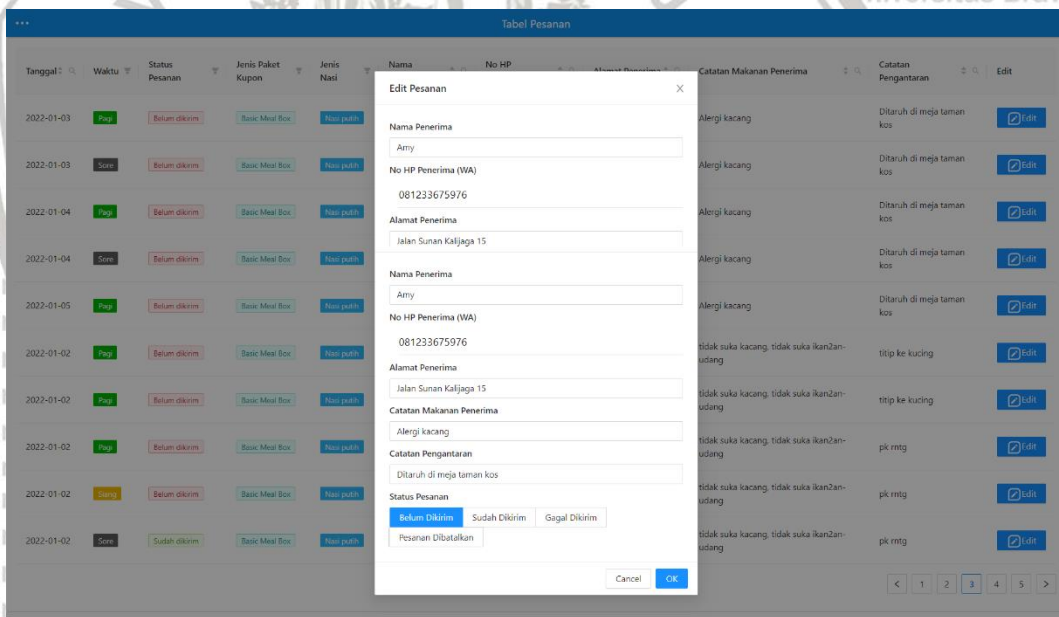 Universitas Braw
•••
Tabel Pesanan
Tanggal Waktu Status Pesanan Jenis Paket Kupon Jenis Nasi Nama No HP Alamat Penerima Catatan Makanan Penerima Catatan Pengantaran Edit
2022-01-03 Pagi Belum dikirim Basic Meal Box Nasi putih Alergi kacang Ditaruh di meja taman kos Edit
2022-01-03 Sore Belum dikirim Basic Meal Box Nasi putih Alergi kacang Ditaruh di meja taman kos Edit
2022-01-04 Pagi Belum dikirim Basic Meal Box Nasi putih Alergi kacang Ditaruh di meja taman kos Edit
2022-01-04 Sore Belum dikirim Basic Meal Box Nasi putih Alergi kacang Ditaruh di meja taman kos Edit
2022-01-05 Pagi Belum dikirim Basic Meal Box Nasi putih Alergi kacang Ditaruh di meja taman kos Edit
2022-01-02 Pagi Belum dikirim Basic Meal Box Nasi putih tidak suka kacang, tidak suka ikan2an-udang titip ke kucing Edit
2022-01-02 Pagi Belum dikirim Basic Meal Box Nasi putih tidak suka kacang, tidak suka ikan2an-udang titip ke kucing Edit
2022-01-02 Pagi Belum dikirim Basic Meal Box Nasi putih tidak suka kacang, tidak suka ikan2an-udang pk mtg Edit
2022-01-02 Siang Belum dikirim Basic Meal Box Nasi putih tidak suka kacang, tidak suka ikan2an-udang pk mtg Edit
2022-01-02 Sore Sudah dikirim Basic Meal Box Nasi putih tidak suka kacang, tidak suka ikan2an-udang pk mtg Edit
Edit Pesanan
Nama Penerima
Amy
No HP Penerima (WA)
081233675976
Alamat Penerima
Jalan Sunan Kalijaga 15
Nama Penerima
Amy
No HP Penerima (WA)
081233675976
Alamat Penerima
Jalan Sunan Kalijaga 15
Catatan Makanan Penerima
Alergi kacang
Catatan Pengantaran
Ditaruh di meja taman kos
Status Pesanan
Belum Dikirim Sudah Dikirim Gagal Dikirim
Pesanan Dibatalkan
Cancel OK
< 1 2 3 4 5 >